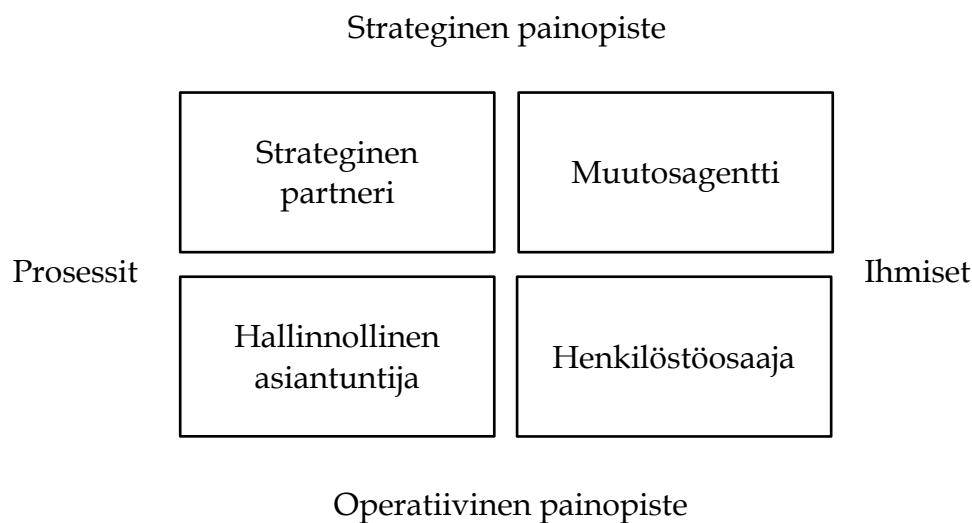 Strateginen painopiste
Strateginen
partneri
Muutosagentti
Prosessit
Ihmiset
Hallinnollinen
asiantuntija
Henkilöstöosaaja
Operatiivinen painopiste